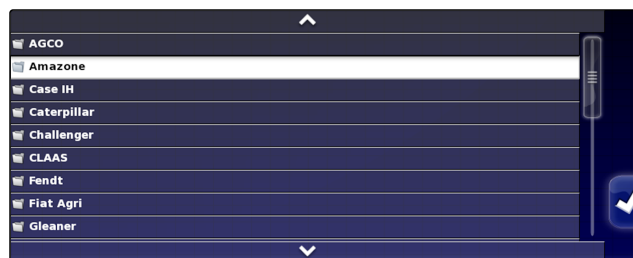 AGCO
Amazone
Case IH
Caterpillar
Challenger
CLAAS
Fendt
Fiat Agri
Gleaner